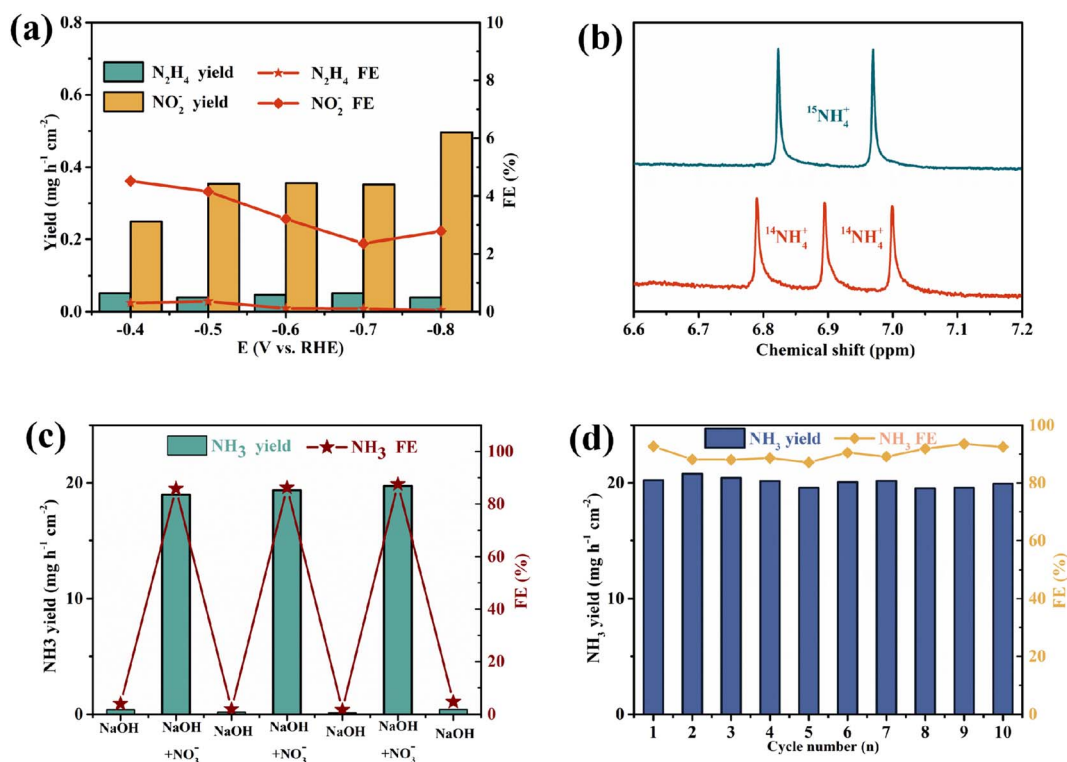 (a)
N₂H₄ yield
N₂H₄ FE
NO₂⁻ yield
NO₂⁻ FE
Yield (mg h⁻¹ cm⁻²)
0.8
0.6
0.4
0.2
0.0
FE (%)
10
8
6
4
2
0
-0.4 -0.5 -0.6 -0.7 -0.8
E (V vs. RHE)
(b)
¹⁵NH₄⁺
¹⁴NH₄⁺ ¹⁴NH₄⁺
6.6 6.7 6.8 6.9 7.0 7.1 7.2
Chemical shift (ppm)
(c)
NH₃ yield
NH₃ FE
NH3 yield (mg h⁻¹ cm⁻²)
20
10
0
FE (%)
100
80
60
40
20
0
NaOH NaOH NaOH NaOH NaOH NaOH NaOH
+NO₃⁻ +NO₃⁻ +NO₃⁻
(d)
NH₃ yield
NH₃ FE
NH₃ yield (mg h⁻¹ cm⁻²)
20
10
0
FE (%)
100
80
60
40
20
0
1 2 3 4 5 6 7 8 9 10
Cycle number (n)